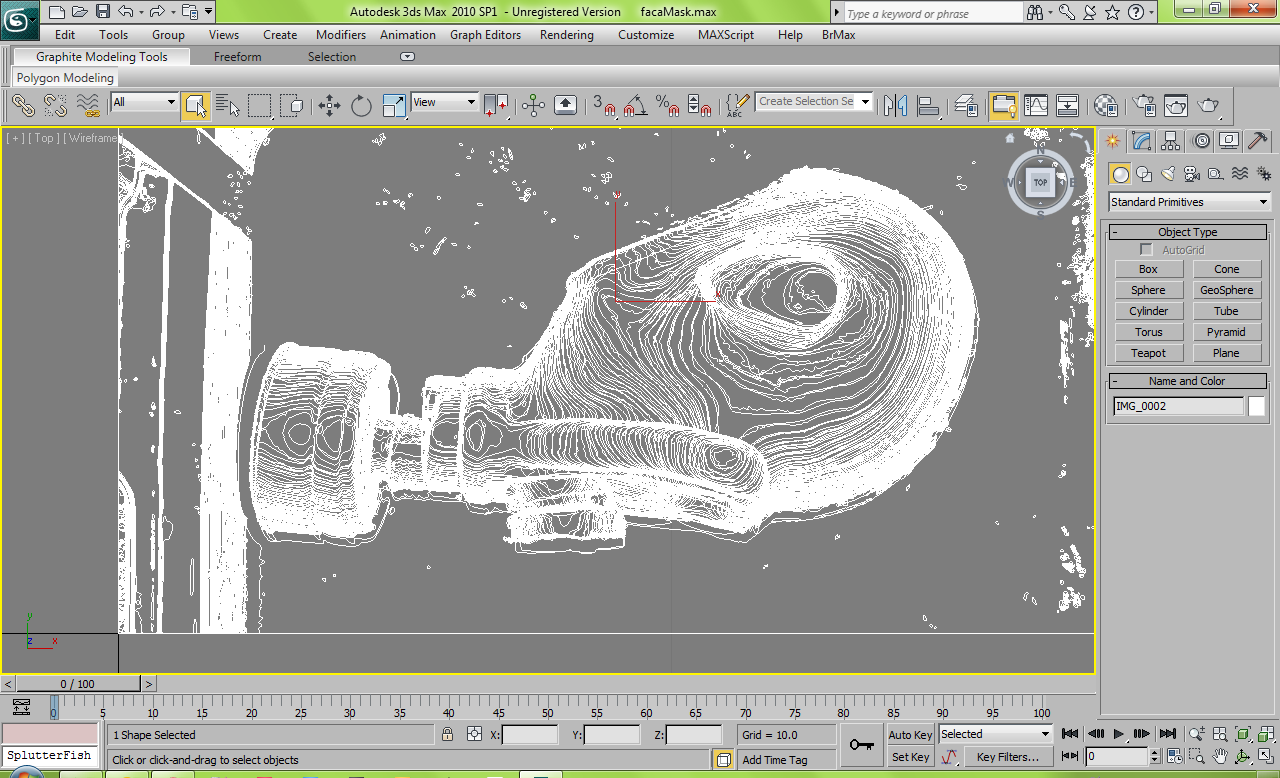 Autodesk 3ds Max 2010 SP1 - Unregistered Version facaMask.max
Type a keyword or phrase
Edit Tools Group Views Create Modifiers Animation Graph Editors Rendering Customize MAXScript Help BrMax
Graphite Modeling Tools Freeform Selection
Polygon Modeling
All View 3 % ABC Create Selection Se
[ + ] [ Top ] [ Wireframe
N
W TOP E
S
y
x
Standard Primitives
- Object Type
AutoGrid
Box Cone
Sphere GeoSphere
Cylinder Tube
Torus Pyramid
Teapot Plane
- Name and Color
IMG_0002
y
z x
< 0 / 100 >
0 5 10 15 20 25 30 35 40 45 50 55 60 65 70 75 80 85 90 95 100
1 Shape Selected X: Y: Z: Grid = 10.0 Auto Key Selected
SplutterFish Click or click-and-drag to select objects Add Time Tag Set Key Key Filters... 0